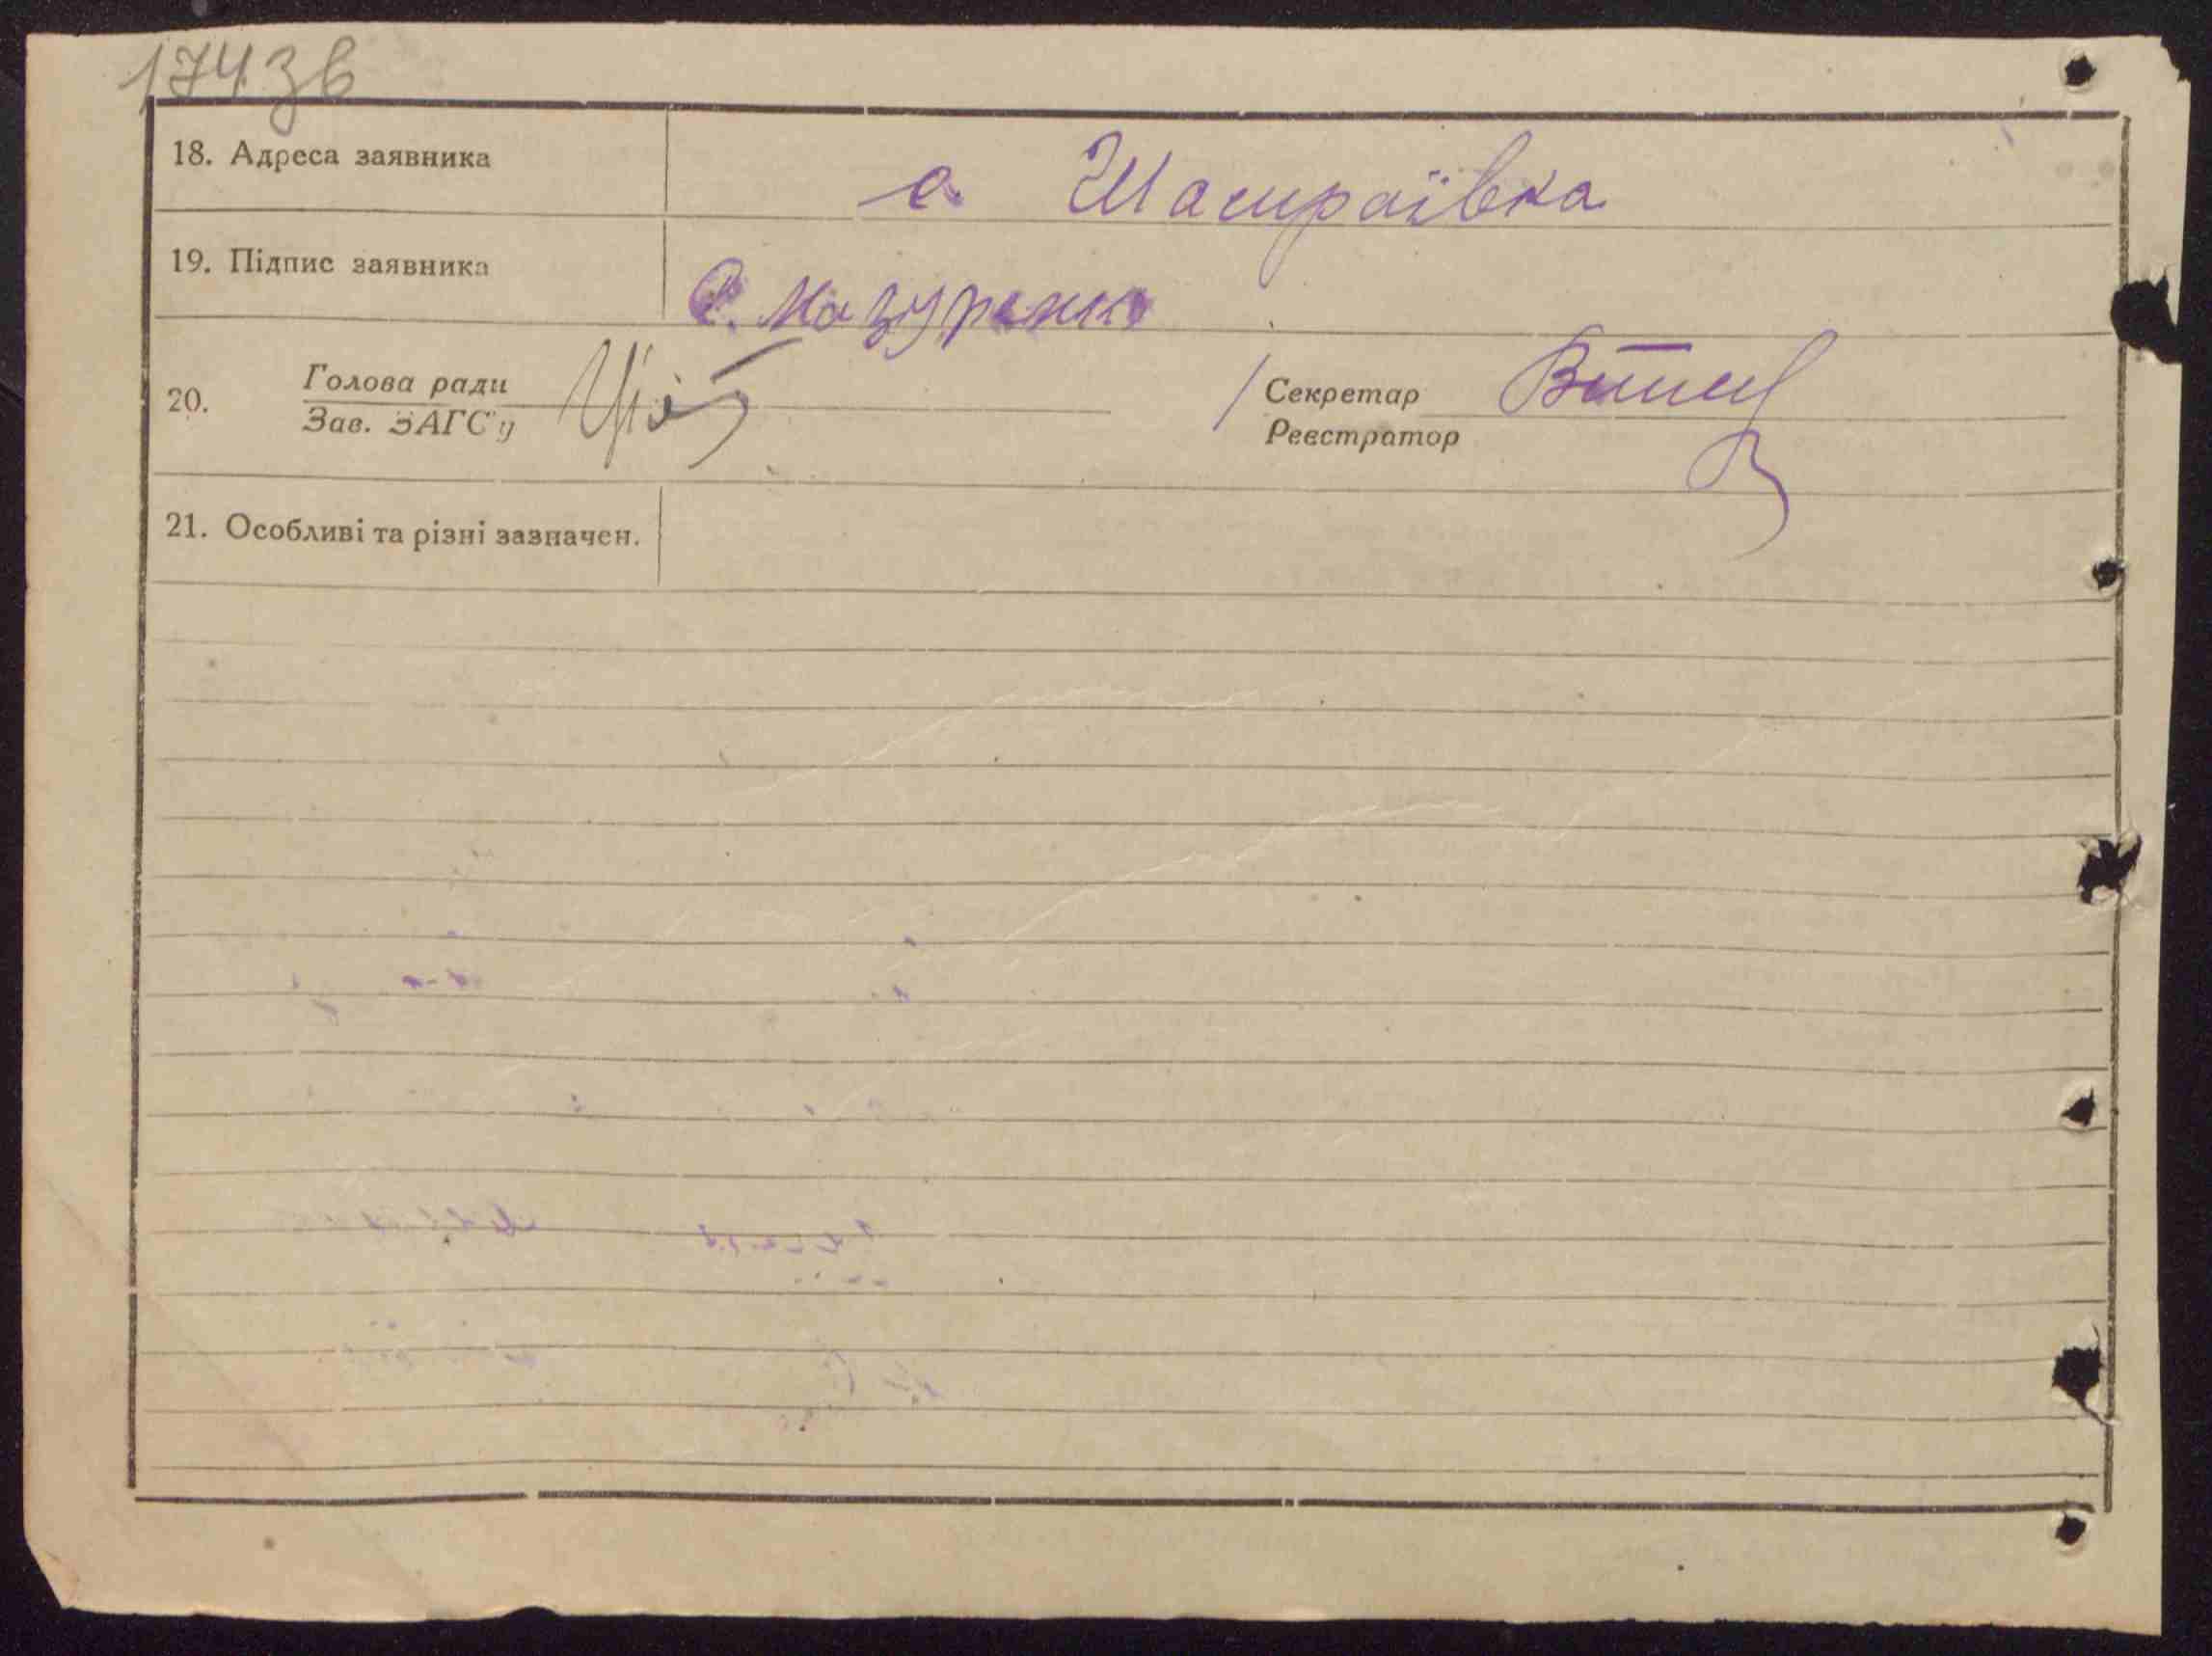 174зв
18. Адреса заявника с. Шамраївка
19. Підпис заявника С. Мазуренко
20. Голова ради
Зав. ЗАГС'у
Секретар
Реєстратор
21. Особливі та різні зазначен.